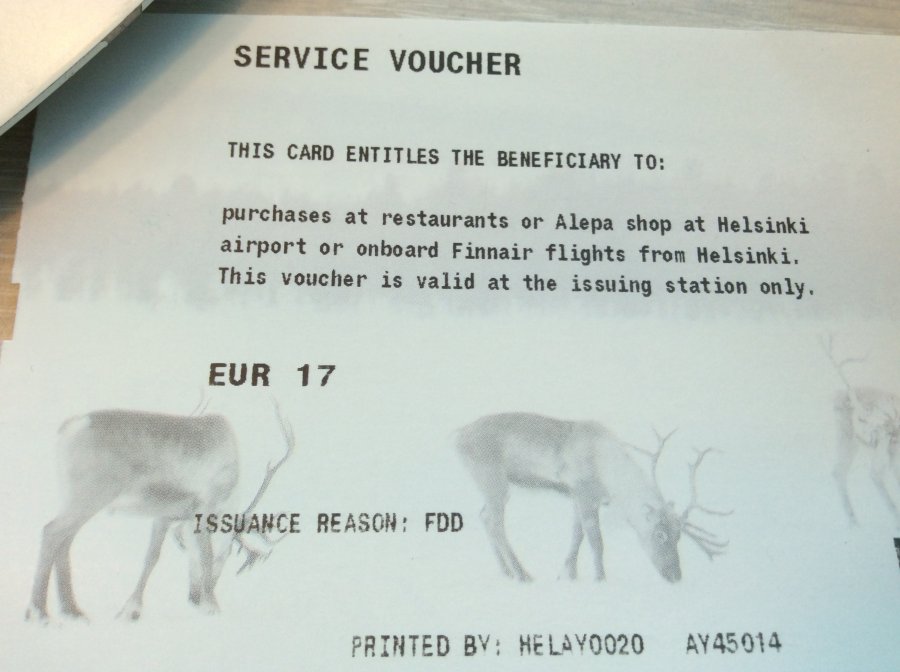 SERVICE VOUCHER
THIS CARD ENTITLES THE BENEFICIARY TO:
purchases at restaurants or Alepa shop at Helsinki
airport or onboard Finnair flights from Helsinki.
This voucher is valid at the issuing station only.
EUR 17
ISSUANCE REASON: FDD
PRINTED BY: HELAY0020 AY45014